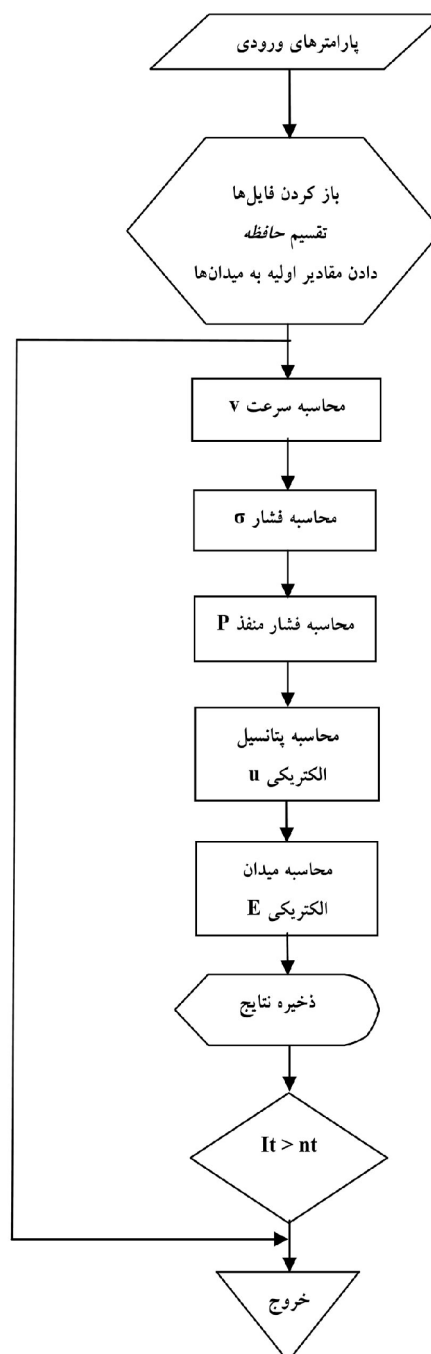 پارامترهای ورودی
باز کردن فایل‌ها
تقسیم حافظه
دادن مقادیر اولیه به میدان‌ها
محاسبه سرعت v
محاسبه فشار σ
محاسبه فشار منفذ P
محاسبه پتانسیل
الکتریکی u
محاسبه میدان
الکتریکی E
ذخیره نتایج
It > nt
خروج